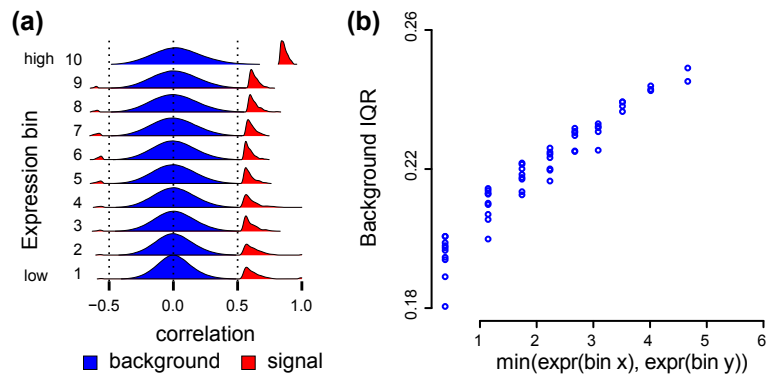 (a)
Expression bin
high 10
9
8
7
6
5
4
3
2
low 1
−0.5 0.0 0.5 1.0
correlation
background signal
(b)
Background IQR
0.26
0.22
0.18
1 2 3 4 5 6
min(expr(bin x), expr(bin y))